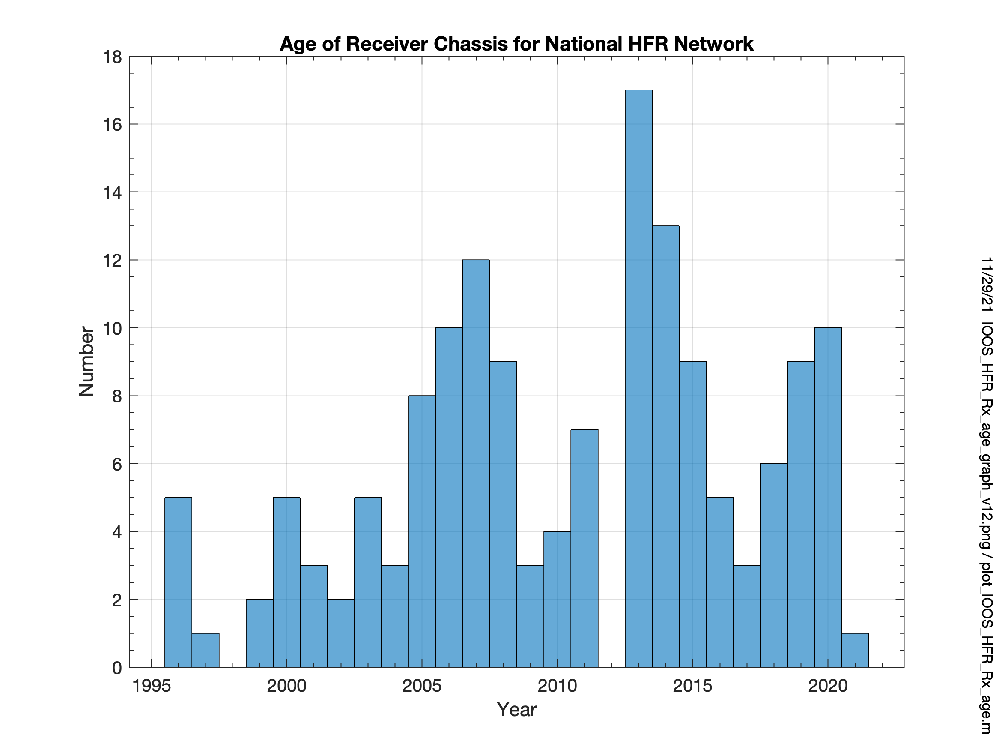 Age of Receiver Chassis for National HFR Network
18
16
14
12
10
8
6
4
2
0
Number
1995 2000 2005 2010 2015 2020
Year
11/29/21 IOOS_HFR_Rx_age_graph_v12.png / plot_IOOS_HFR_Rx_age.m